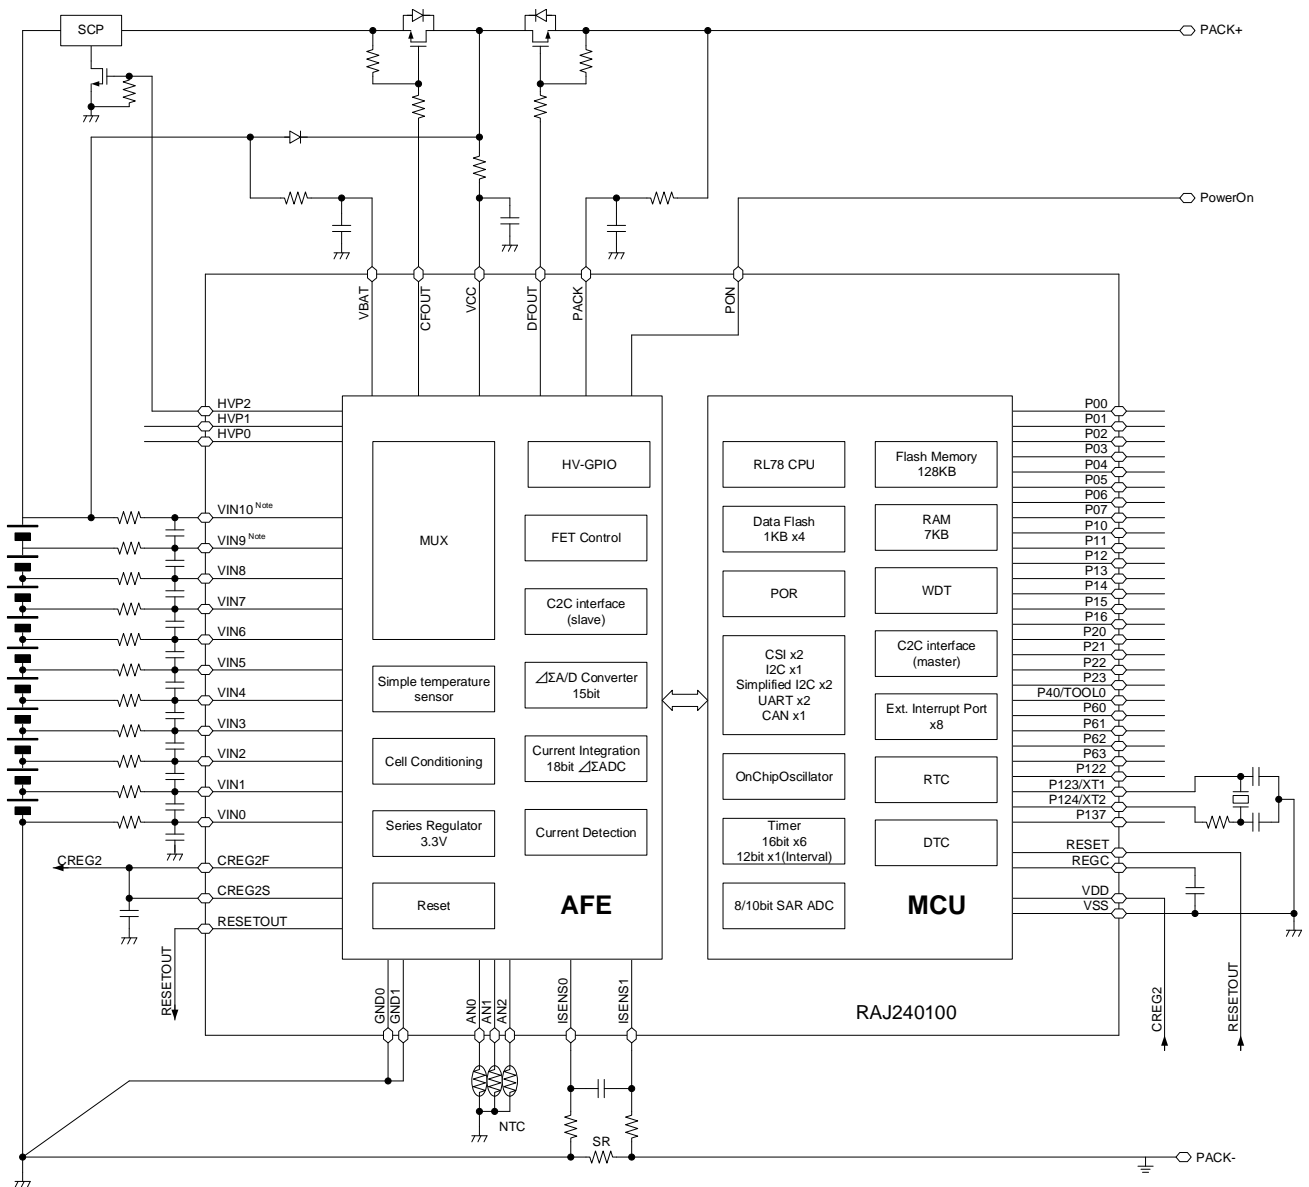 SCP
PACK+
PowerOn
VBAT
CFOUT
VCC
DFOUT
PACK
PON
HVP2
HVP1
HVP0
VIN10 Note
VIN9 Note
VIN8
VIN7
VIN6
VIN5
VIN4
VIN3
VIN2
VIN1
VIN0
CREG2F
CREG2
CREG2S
RESETOUT
RESETOUT
MUX
HV-GPIO
FET Control
C2C interface
(slave)
Simple temperature
sensor
⊿ΣA/D Converter
15bit
Cell Conditioning
Current Integration
18bit ⊿ΣADC
Series Regulator
3.3V
Current Detection
Reset
AFE
RL78 CPU
Flash Memory
128KB
Data Flash
1KB x4
RAM
7KB
POR
WDT
CSI x2
I2C x1
Simplified I2C x2
UART x2
CAN x1
C2C interface
(master)
Ext. Interrupt Port
x8
OnChipOscillator
RTC
Timer
16bit x6
12bit x1(Interval)
DTC
8/10bit SAR ADC
MCU
P00
P01
P02
P03
P04
P05
P06
P07
P10
P11
P12
P13
P14
P15
P16
P20
P21
P22
P23
P40/TOOL0
P60
P61
P62
P63
P122
P123/XT1
P124/XT2
P137
RESET
REGC
VDD
VSS
GND0
GND1
AN0
AN1
AN2
ISENS0
ISENS1
RAJ240100
CREG2
RESETOUT
NTC
SR
PACK-